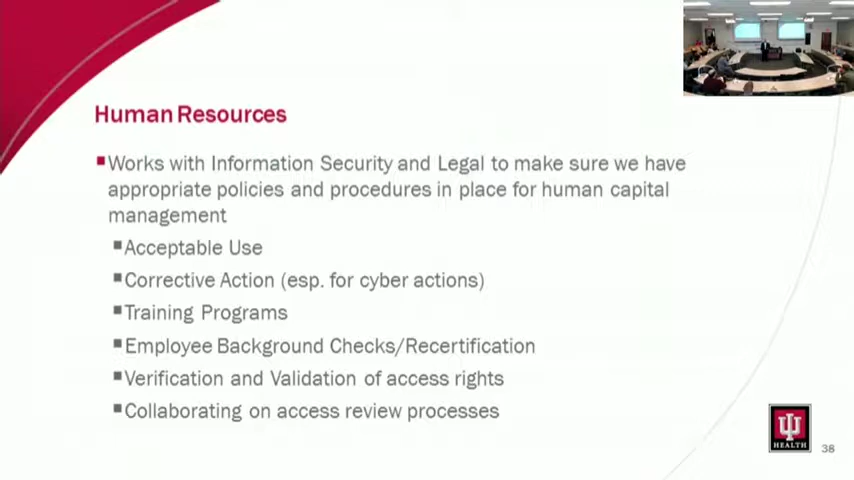 Human Resources
Works with Information Security and Legal to make sure we have
appropriate policies and procedures in place for human capital
management
Acceptable Use
Corrective Action (esp. for cyber actions)
Training Programs
Employee Background Checks/Recertification
Verification and Validation of access rights
Collaborating on access review processes
IU
HEALTH
38